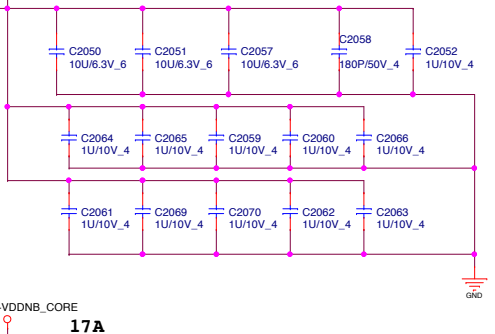 C2050
10U/6.3V_6
C2051
10U/6.3V_6
C2057
10U/6.3V_6
C2058
180P/50V_4
C2052
1U/10V_4
C2064
1U/10V_4
C2065
1U/10V_4
C2059
1U/10V_4
C2060
1U/10V_4
C2066
1U/10V_4
C2061
1U/10V_4
C2069
1U/10V_4
C2070
1U/10V_4
C2062
1U/10V_4
C2063
1U/10V_4
GND
VDDNB_CORE
17A